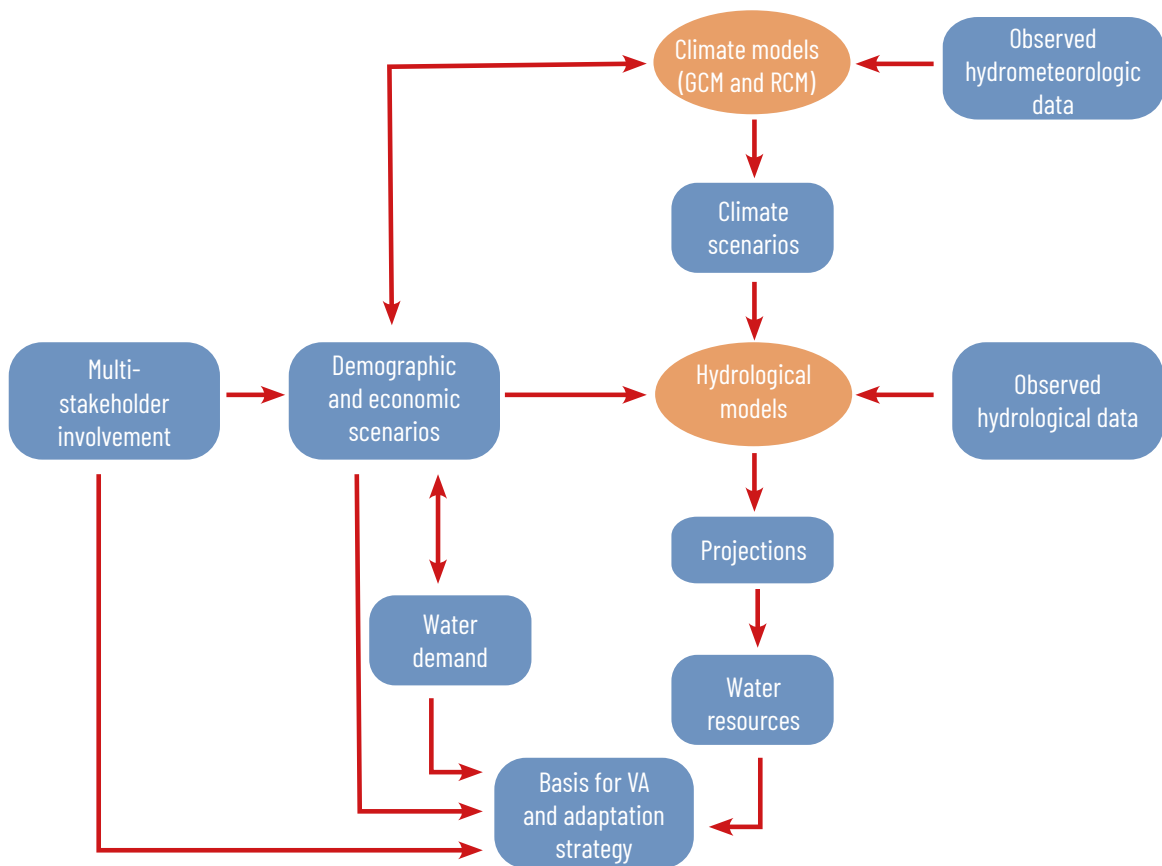 Climate models
(GCM and RCM)
Observed
hydrometeorologic
data
Climate
scenarios
Multi-
stakeholder
involvement
Demographic
and economic
scenarios
Hydrological
models
Observed
hydrological data
Projections
Water
demand
Water
resources
Basis for VA
and adaptation
strategy